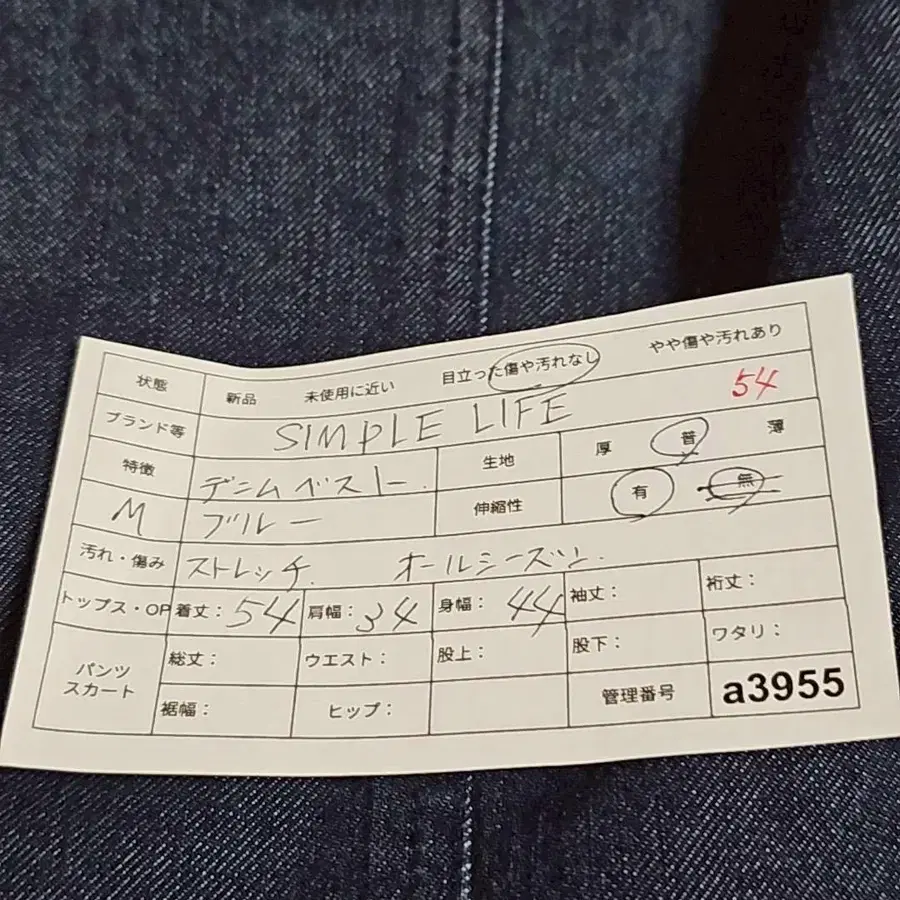 状態 新品 未使用に近い 目立った傷や汚れなし やや傷や汚れあり
ブランド等 SIMPLE LIFE 54
特徴 デニムベスト 生地 厚 普 薄
M ブルー 伸縮性 有 無
汚れ・傷み ストレッチ オールシーズン
トップス・OP 着丈: 54 肩幅: 34 身幅: 44 袖丈: 裄丈:
パンツ スカート 総丈: ウエスト: 股上: 股下: ワタリ:
裾幅: ヒップ: 管理番号 a3955